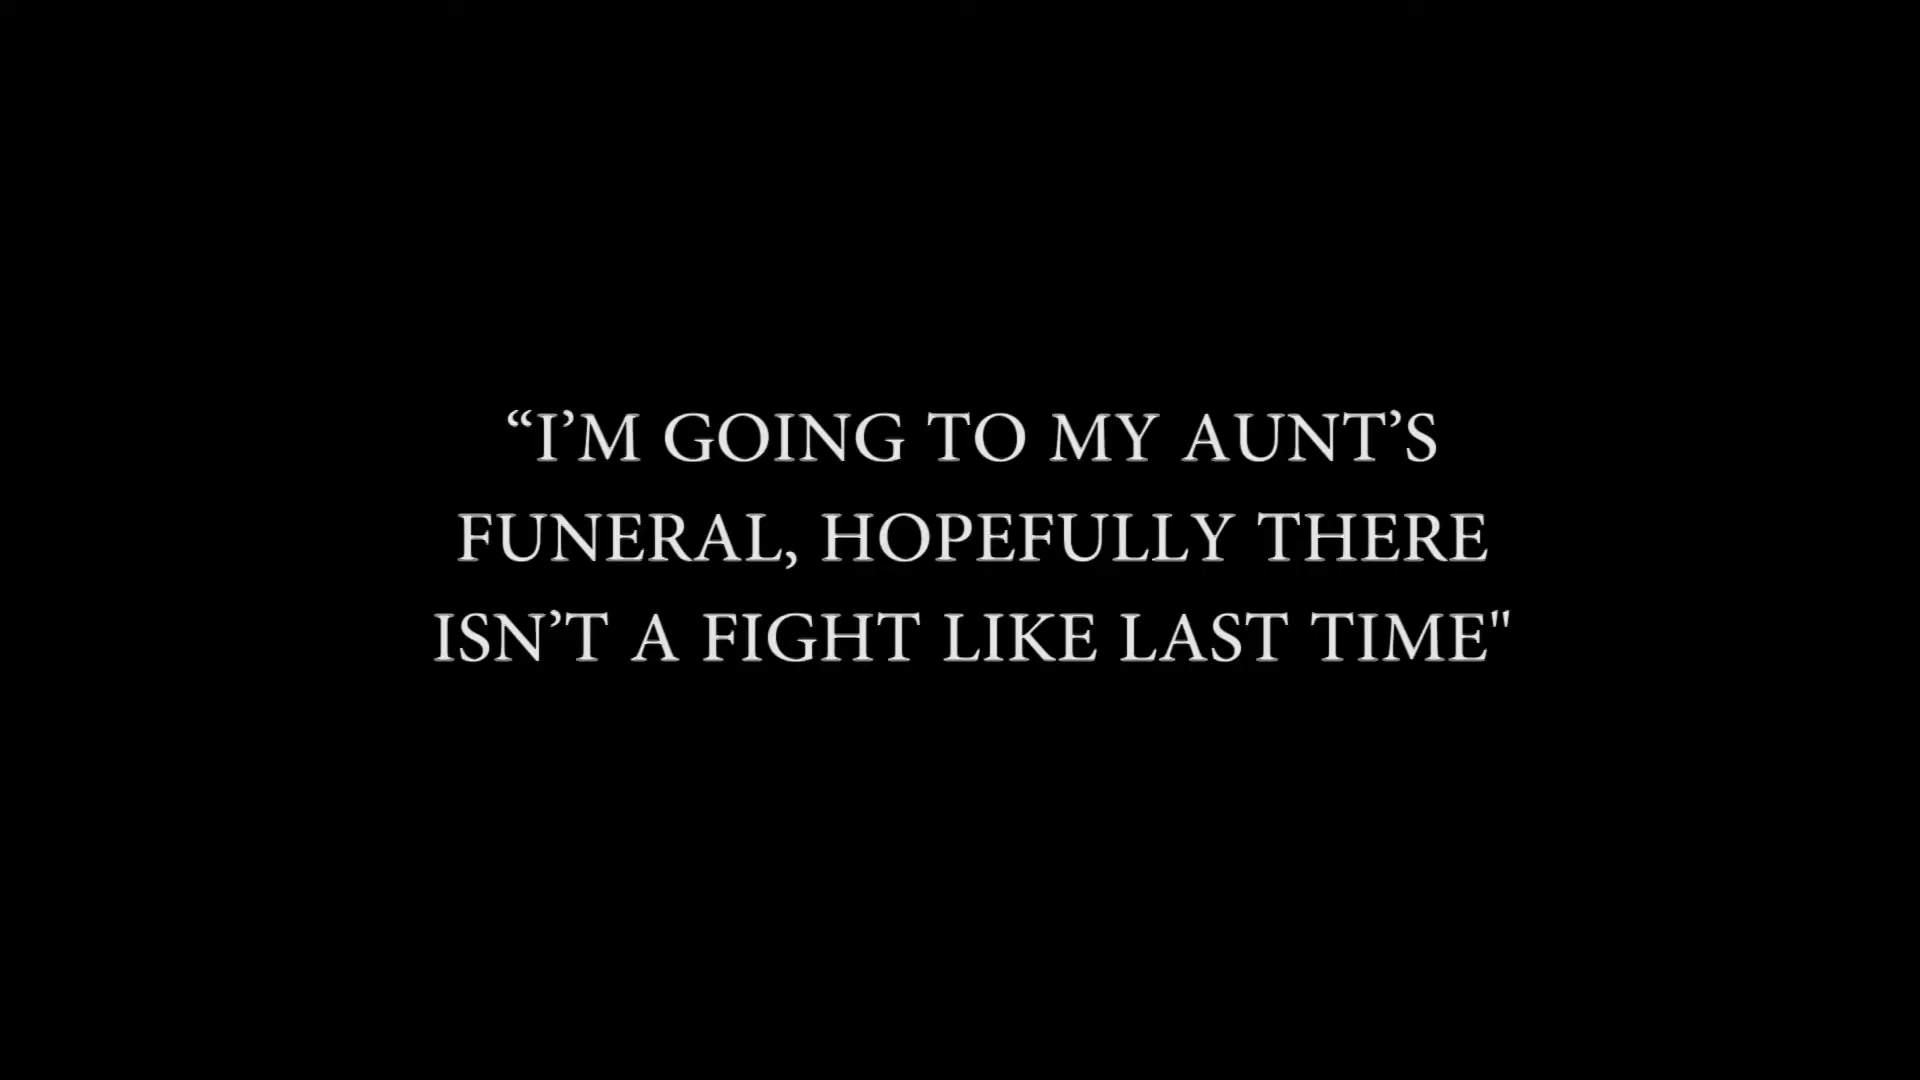 “I’M GOING TO MY AUNT’S
FUNERAL, HOPEFULLY THERE
ISN’T A FIGHT LIKE LAST TIME"